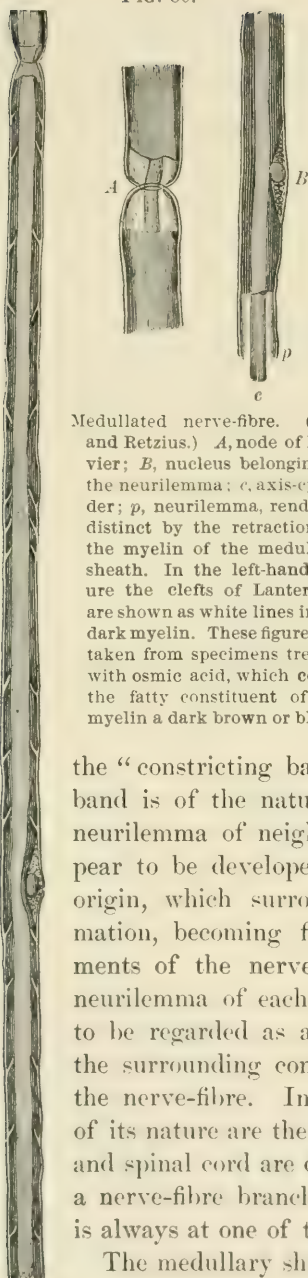 A
B
p
c
Medullated nerve-fibre. (
and Retzius.) A, node of
vier; B, nucleus belongin
the neurilemma; c, axis-c
der; p, neurilemma, rend
distinct by the retraction
the myelin of the medul
sheath. In the left-hand
ure the clefts of Lanter
are shown as white lines i
dark myelin. These figure
taken from specimens tre
with osmic acid, which c
the fatty constituent of
myelin a dark brown or bl
the "constricting ba
band is of the natu
neurilemma of neig
pear to be develope
origin, which surro
mation, becoming f
ments of the nerve
neurilemma of each
to be regarded as a
the surrounding con
the nerve-fibre. In
of its nature are the
and spinal cord are
a nerve-fibre branc
is always at one of t
The medullary sh